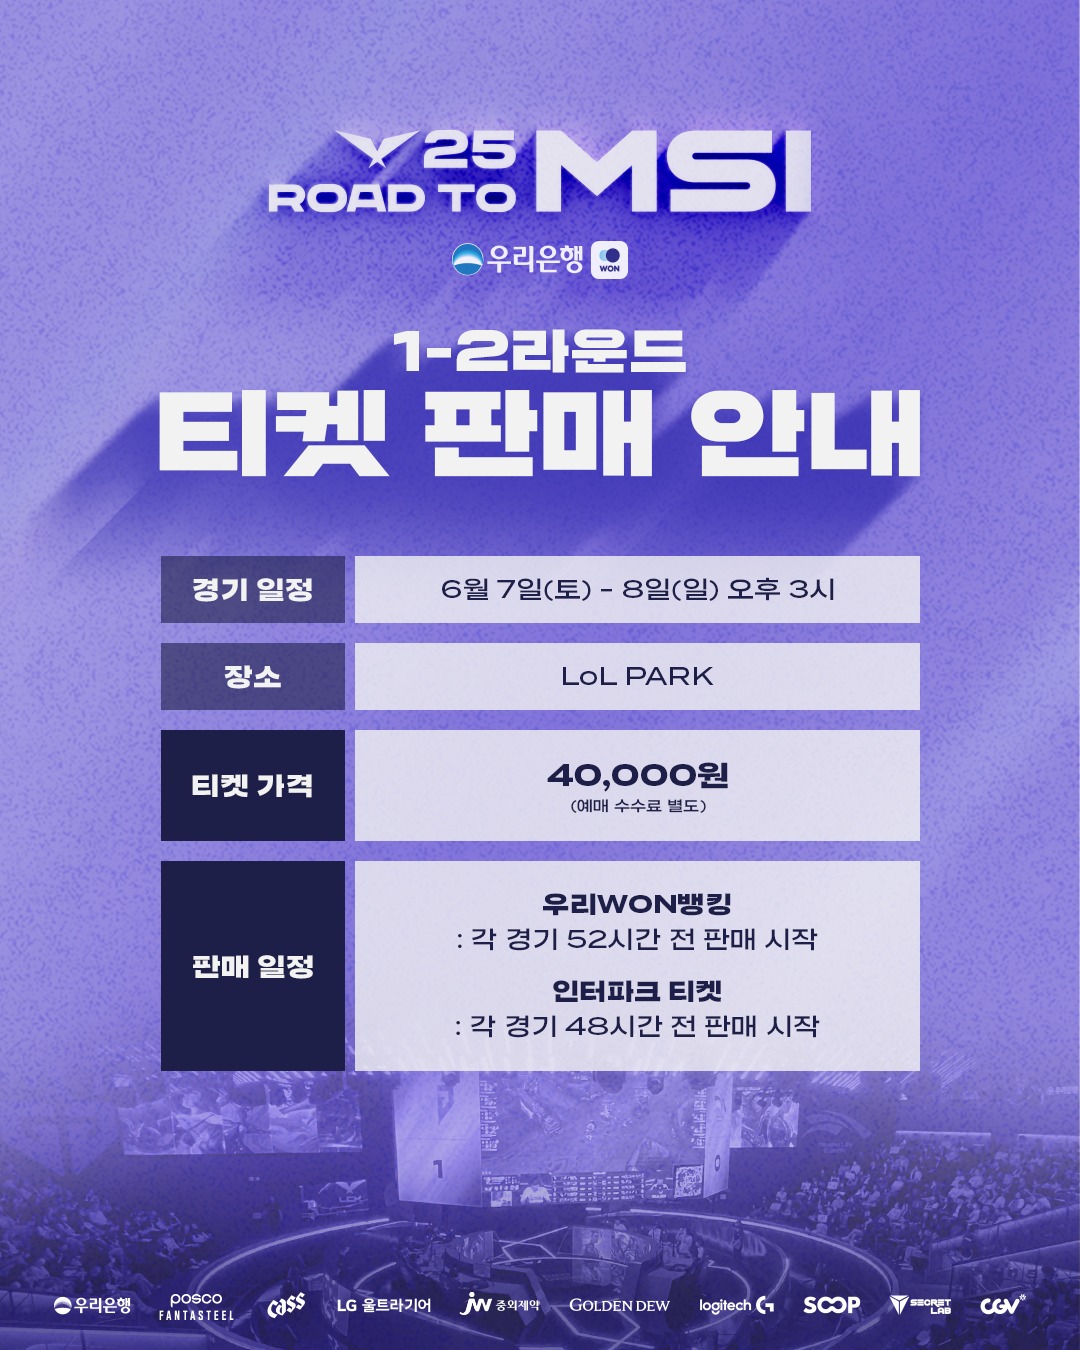 25
ROAD TO MSI
우리은행 WON
1-2라운드
티켓 판매 안내
경기 일정
6월 7일(토) - 8일(일) 오후 3시
장소
LoL PARK
티켓 가격
40,000원
(예매 수수료 별도)
판매 일정
우리WON뱅킹
: 각 경기 52시간 전 판매 시작
인터파크 티켓
: 각 경기 48시간 전 판매 시작
1
0
우리은행
posco
FANTASTEEL
cass
LG 울트라기어
jw 중외제약
GOLDEN DEW
logitech G
SOOP
SECRET
LAB
CGV